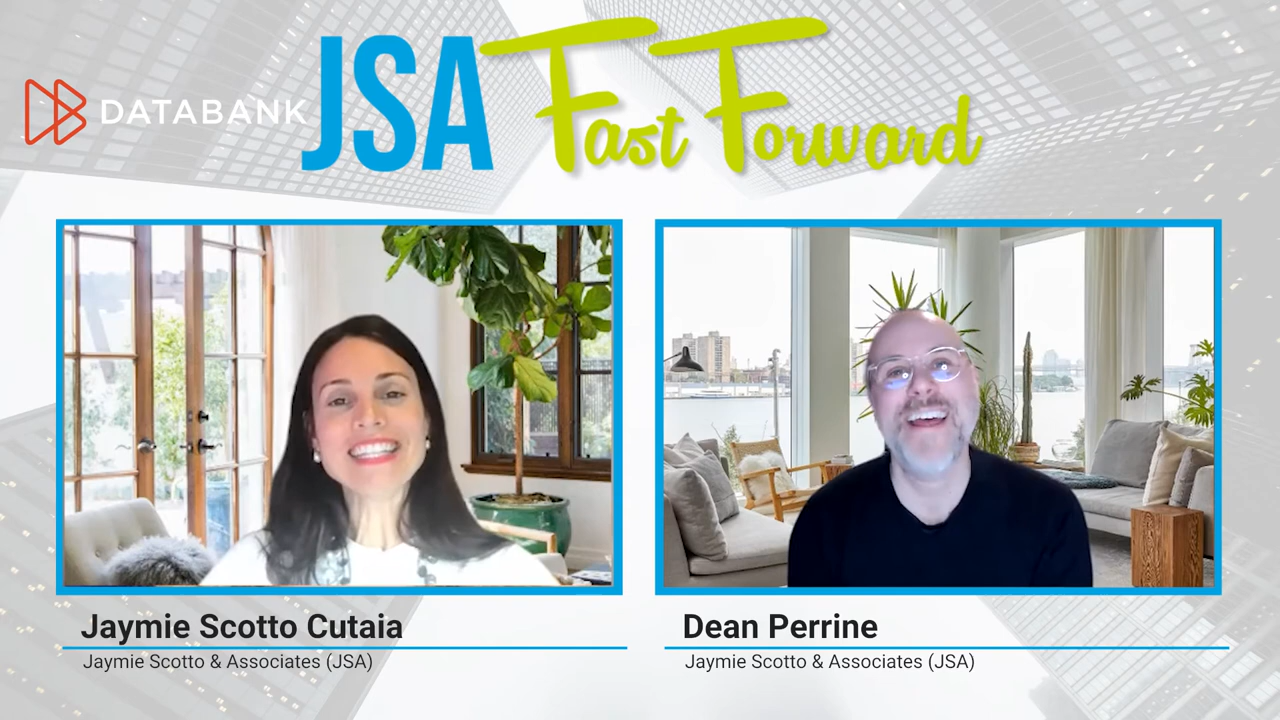 DATABANK
JSA Fast Forward
Jaymie Scotto Cutaia
Jaymie Scotto & Associates (JSA)
Dean Perrine
Jaymie Scotto & Associates (JSA)